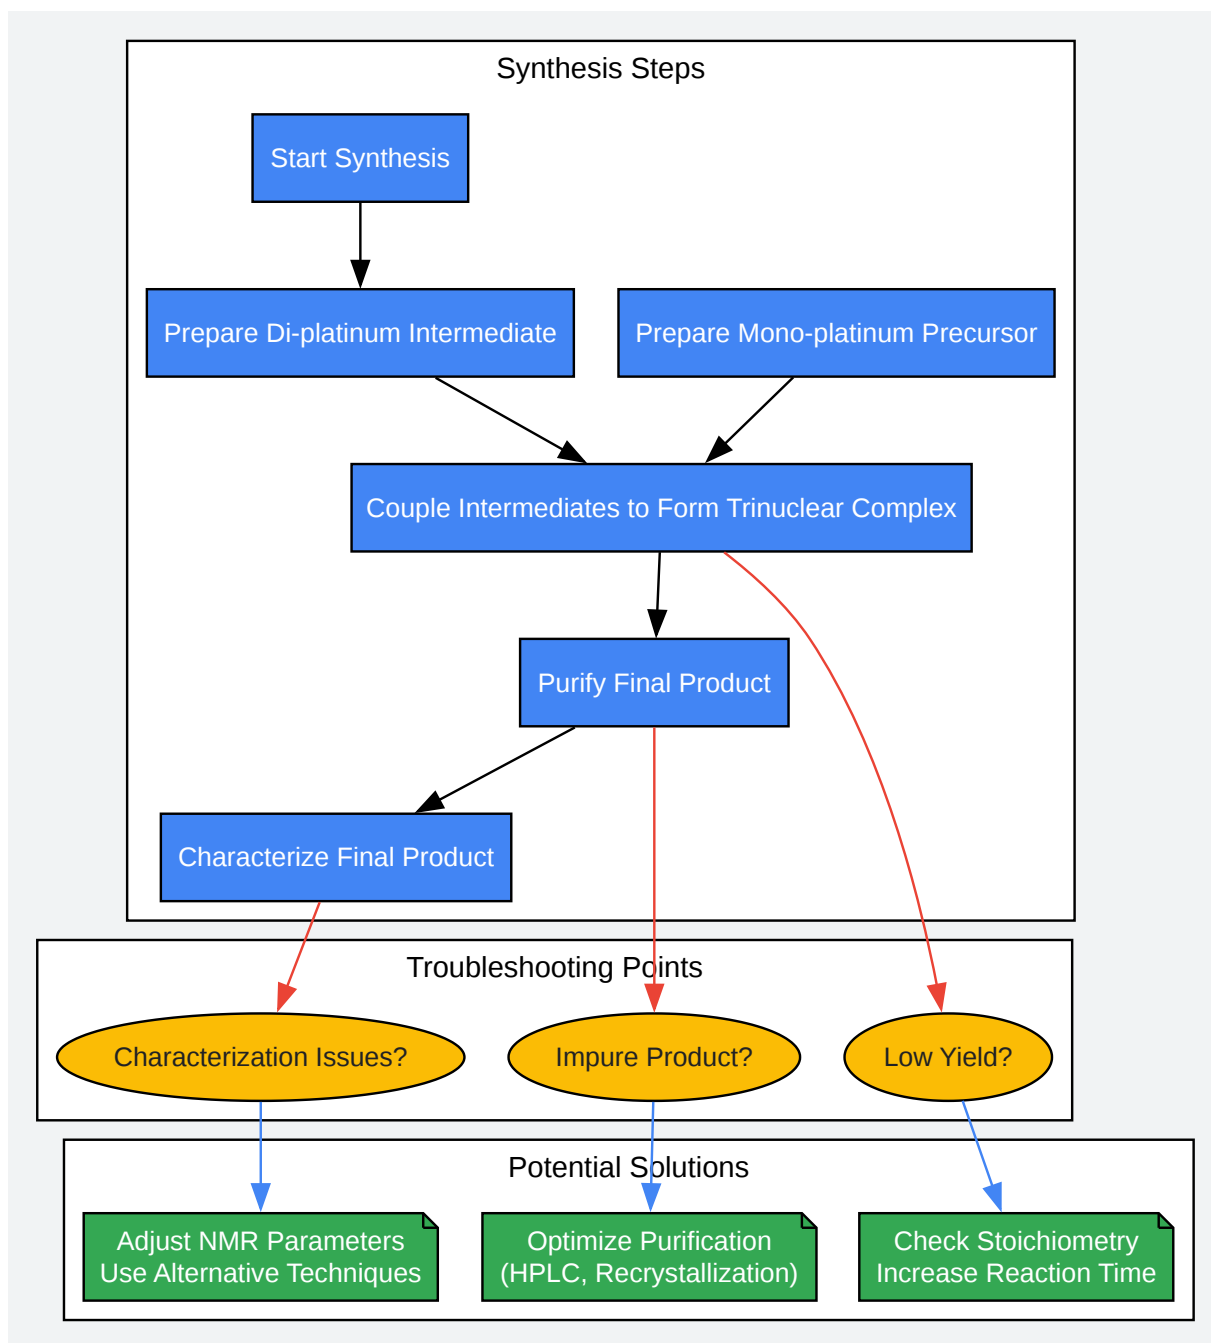 Synthesis Steps
Start Synthesis
Prepare Di-platinum Intermediate
Prepare Mono-platinum Precursor
Couple Intermediates to Form Trinuclear Complex
Purify Final Product
Characterize Final Product
Troubleshooting Points
Characterization Issues?
Impure Product?
Low Yield?
Potential Solutions
Adjust NMR Parameters
Use Alternative Techniques
Optimize Purification
(HPLC, Recrystallization)
Check Stoichiometry
Increase Reaction Time